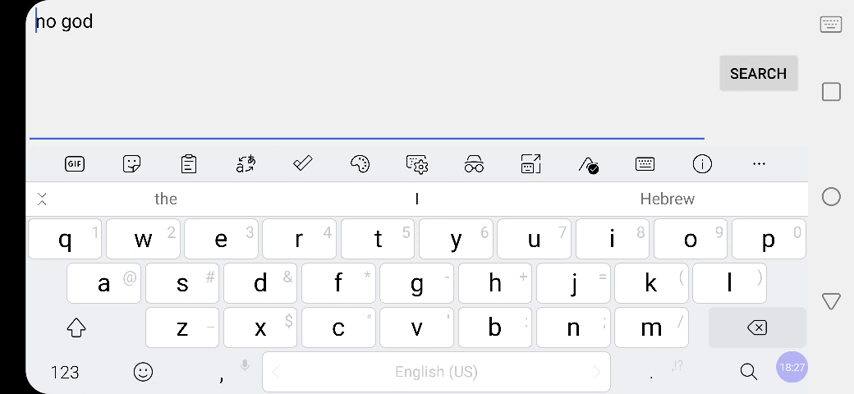 no god
SEARCH
GIF
the I Hebrew
q 1 w 2 e 3 r 4 t 5 y 6 u 7 i 8 o 9 p 0
a @ s # d & f * g - h + j = k ( l )
z _ x $ c " v ' b : n ; m /
123 , English (US) . ,!? 18:27